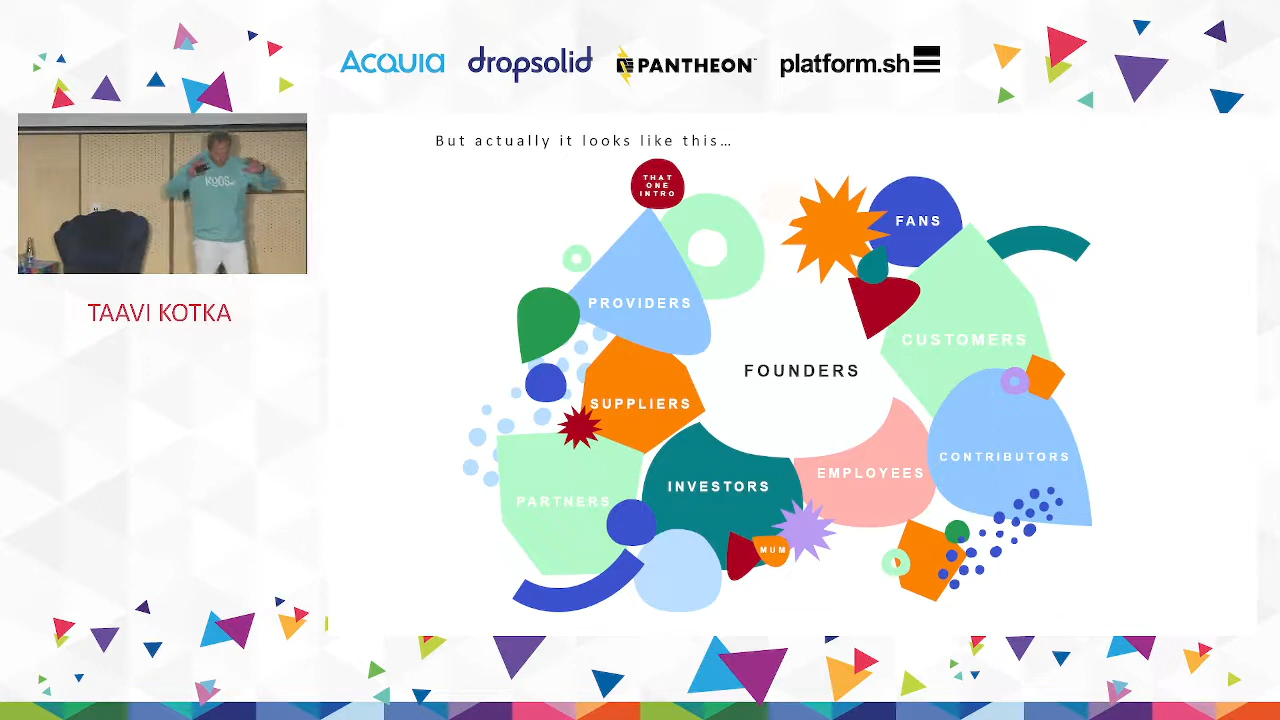 ACQUIA
dropsolid
PANTHEON
platform.sh
But actually it looks like this…
KOOS
TAAVI KOTKA
THAT
ONE
INTRO
FANS
PROVIDERS
CUSTOMERS
FOUNDERS
SUPPLIERS
CONTRIBUTORS
EMPLOYEES
INVESTORS
PARTNERS
MUM